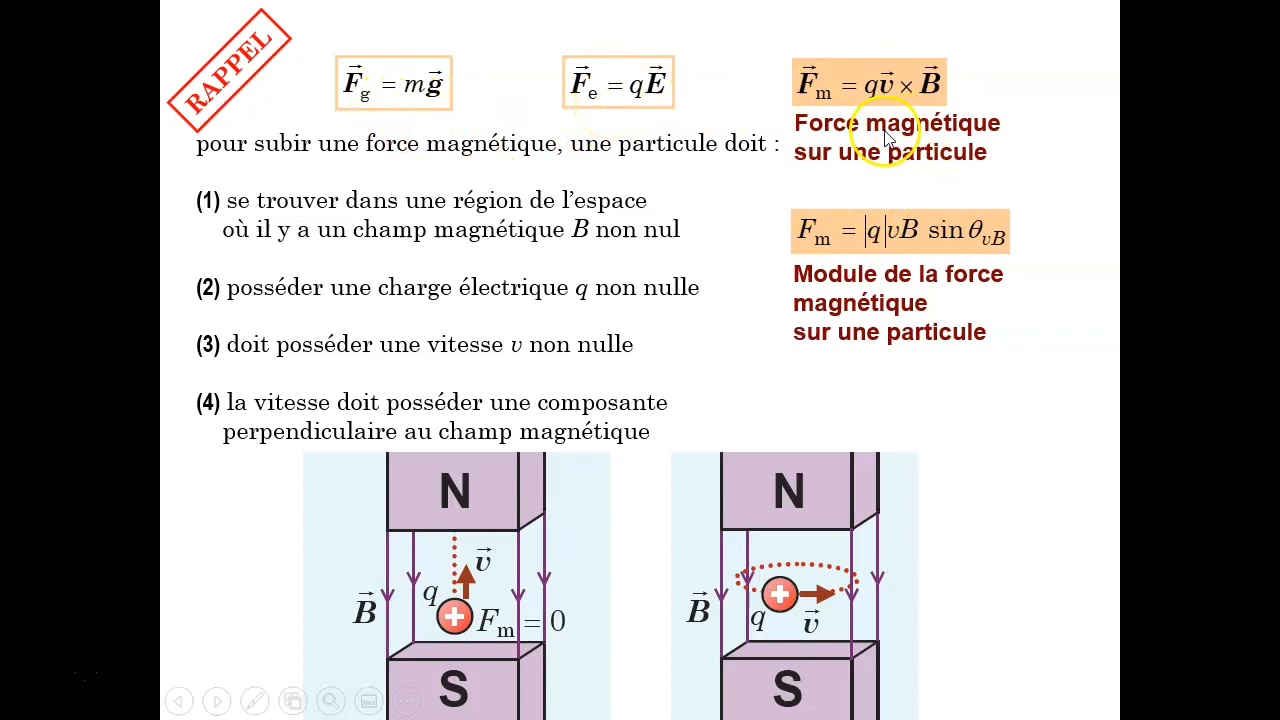 RAPPEL
F⃗g = mg⃗
F⃗e = qE⃗
F⃗m = qv⃗ × B⃗
Force magnétique
sur une particule
pour subir une force magnétique, une particule doit :
(1) se trouver dans une région de l’espace
où il y a un champ magnétique B non nul
(2) posséder une charge électrique q non nulle
(3) doit posséder une vitesse v non nulle
(4) la vitesse doit posséder une composante
perpendiculaire au champ magnétique
Fm = |q|vB sin θvB
Module de la force
magnétique
sur une particule
N
v⃗
q
B⃗
Fm = 0
S
N
B⃗
q
v⃗
S